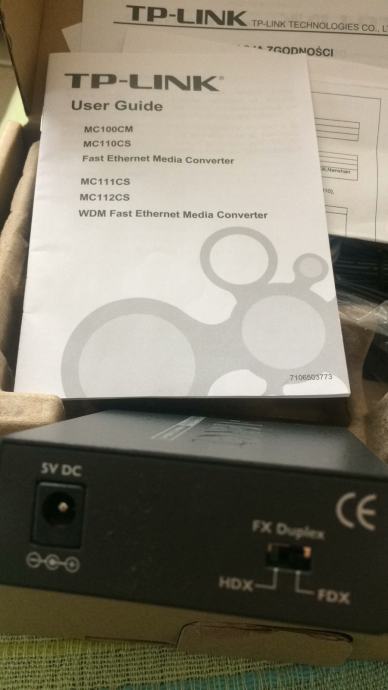 TP-LINK TP-LINK TECHNOLOGIES CO., L
ZGODNOŚCI
TP-LINK®
User Guide
MC100CM
MC110CS
Fast Ethernet Media Converter
MC111CS
MC112CS
WDM Fast Ethernet Media Converter
7106503773
5V DC
FX Duplex
CE
HDX
FDX